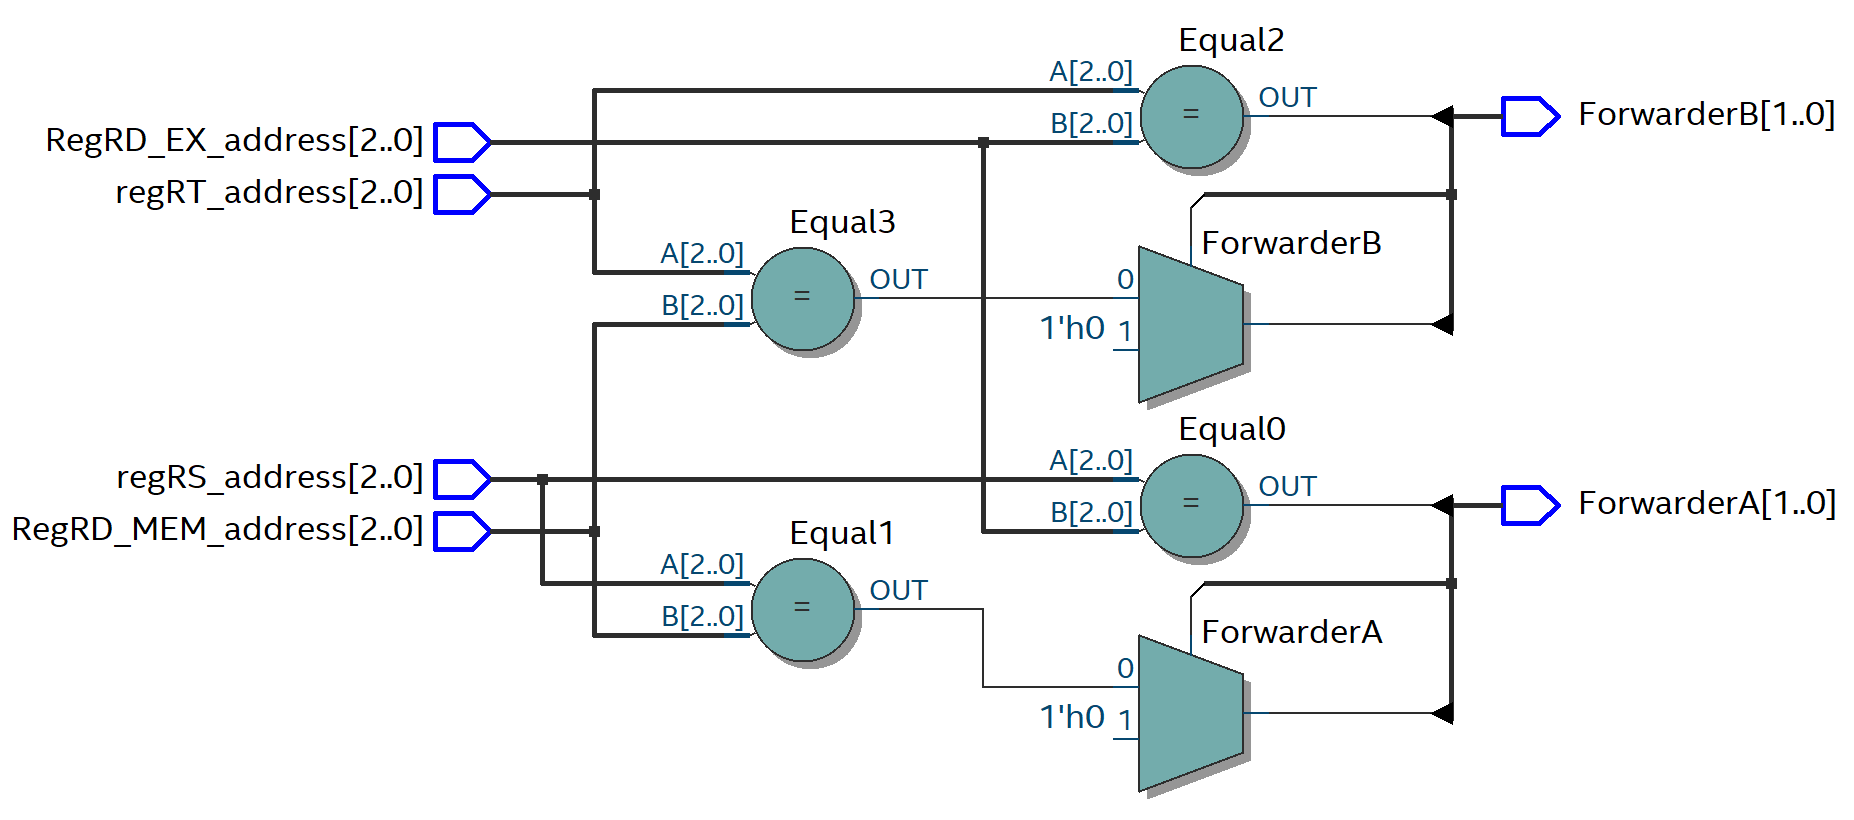 Equal2
A[2..0]
B[2..0]
=
OUT
ForwarderB[1..0]
RegRD_EX_address[2..0]
regRT_address[2..0]
Equal3
A[2..0]
B[2..0]
=
OUT
ForwarderB
0
1'h0 1
Equal0
A[2..0]
B[2..0]
=
OUT
ForwarderA[1..0]
regRS_address[2..0]
RegRD_MEM_address[2..0]
Equal1
A[2..0]
B[2..0]
=
OUT
ForwarderA
0
1'h0 1